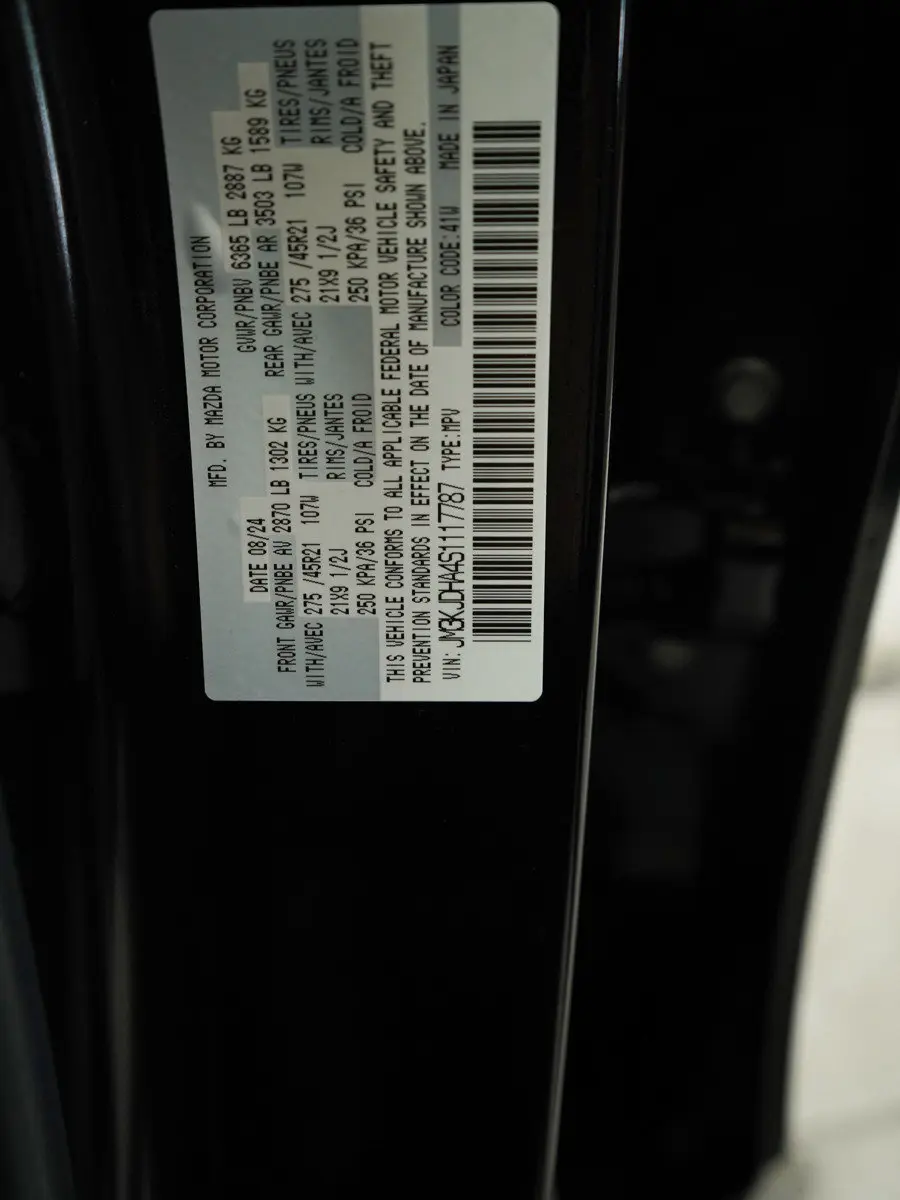 MFD. BY MAZDA MOTOR CORPORATION
DATE 08/24 GVWR/PNBV 6365 LB 2887 KG
FRONT GAWR/PNBE AV 2870 LB 1302 KG REAR GAWR/PNBE AR 3503 LB 1589 KG
WITH/AVEC 275 /45R21 107W TIRES/PNEUS WITH/AVEC 275 /45R21 107W TIRES/PNEUS
21X9 1/2J RIMS/JANTES 21X9 1/2J RIMS/JANTES
250 KPA/36 PSI COLD/A FROID 250 KPA/36 PSI COLD/A FROID
THIS VEHICLE CONFORMS TO ALL APPLICABLE FEDERAL MOTOR VEHICLE SAFETY AND THEFT
PREVENTION STANDARDS IN EFFECT ON THE DATE OF MANUFACTURE SHOWN ABOVE.
VIN: JM3KJDHA4S1117787 TYPE:MPV COLOR CODE:41W MADE IN JAPAN